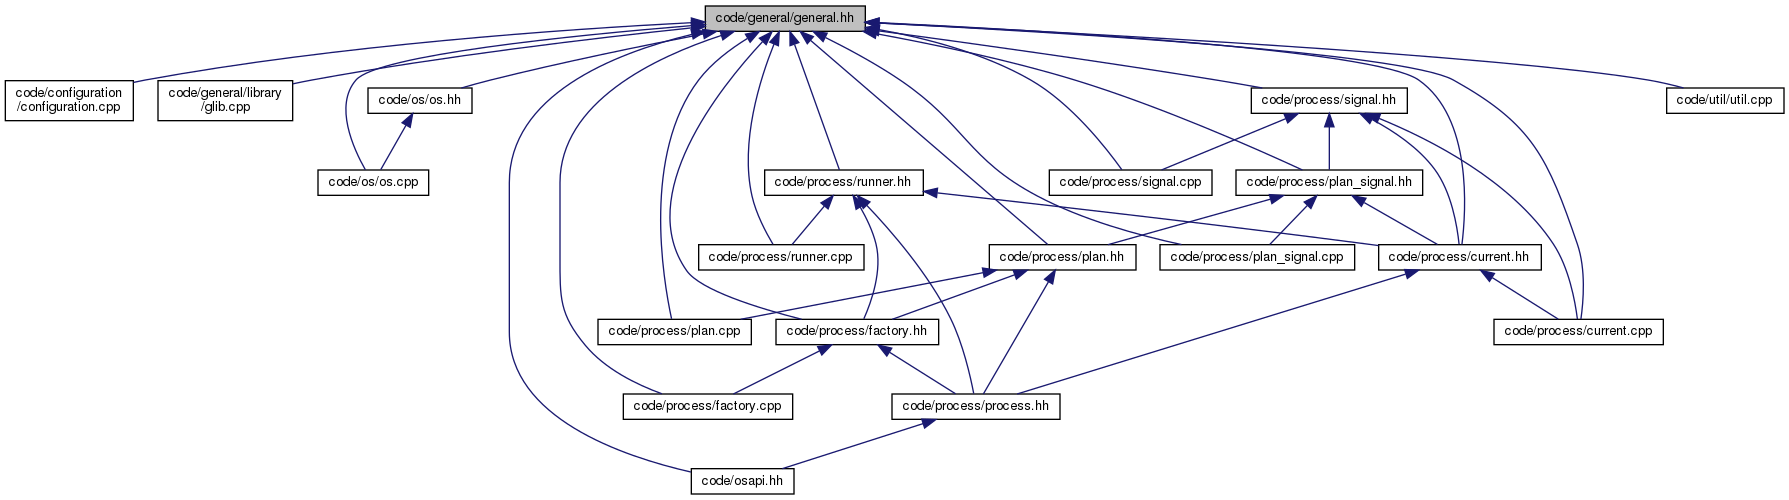 code/general/general.hh
code/configuration
/configuration.cpp
code/general/library
/glib.cpp
code/os/os.hh
code/process/signal.hh
code/util/util.cpp
code/os/os.cpp
code/process/runner.hh
code/process/signal.cpp
code/process/plan_signal.hh
code/process/runner.cpp
code/process/plan.hh
code/process/plan_signal.cpp
code/process/current.hh
code/process/plan.cpp
code/process/factory.hh
code/process/current.cpp
code/process/factory.cpp
code/process/process.hh
code/osapi.hh